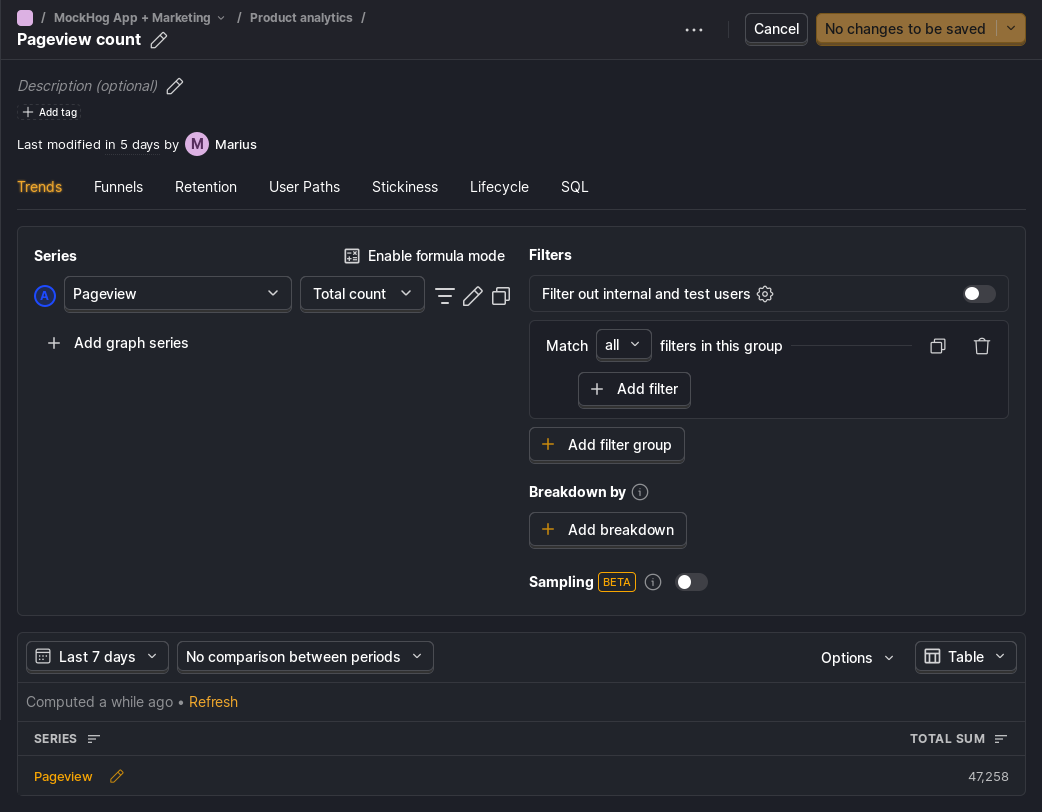 / MockHog App + Marketing / Product analytics /
Pageview count
Cancel
No changes to be saved
Description (optional)
Add tag
Last modified in 5 days by M Marius
Trends Funnels Retention User Paths Stickiness Lifecycle SQL
Series
Enable formula mode
A Pageview Total count
Add graph series
Filters
Filter out internal and test users
Match all filters in this group
Add filter
Add filter group
Breakdown by
Add breakdown
Sampling BETA
Last 7 days No comparison between periods Options Table
Computed a while ago • Refresh
SERIES TOTAL SUM
Pageview 47,258